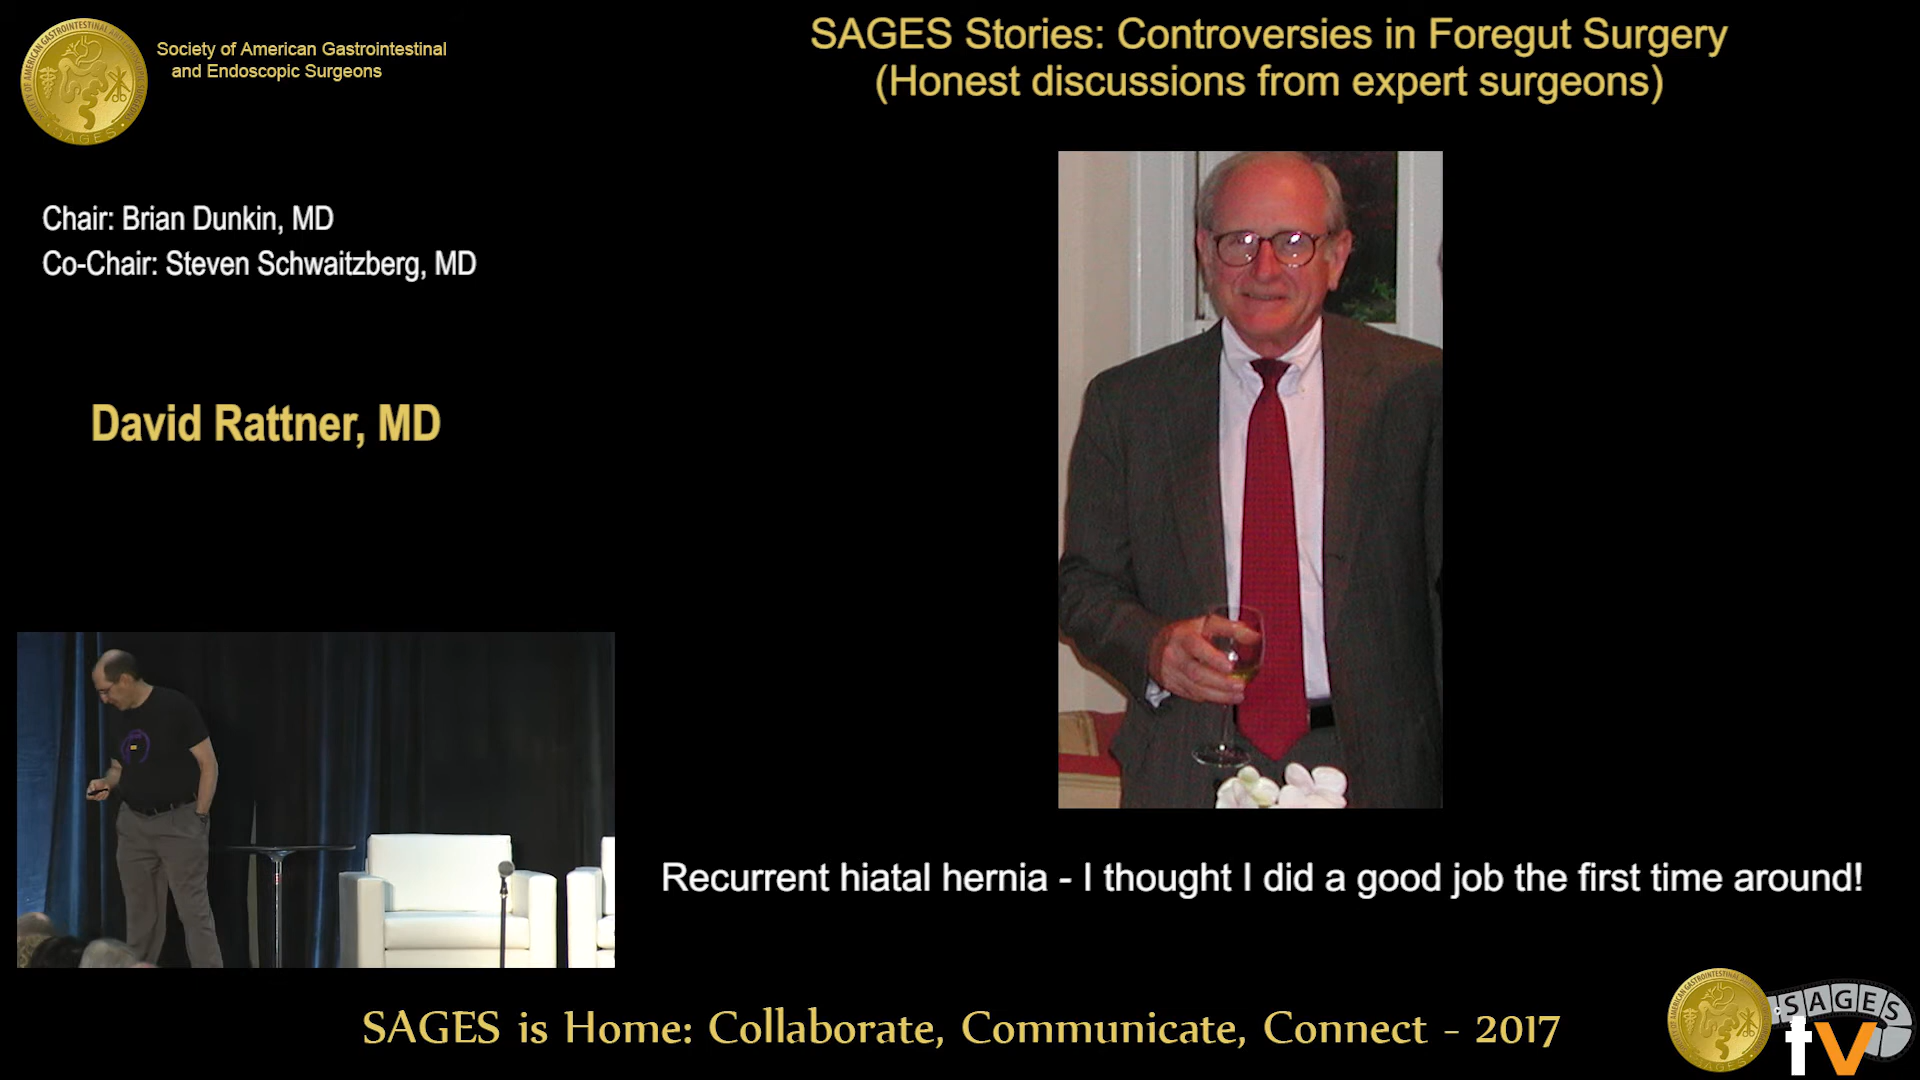 Society of American Gastrointestinal
and Endoscopic Surgeons
SAGES Stories: Controversies in Foregut Surgery
(Honest discussions from expert surgeons)
Chair: Brian Dunkin, MD
Co-Chair: Steven Schwaitzberg, MD
David Rattner, MD
Recurrent hiatal hernia - I thought I did a good job the first time around!
SAGES is Home: Collaborate, Communicate, Connect - 2017
SAGES
SAGES
tv